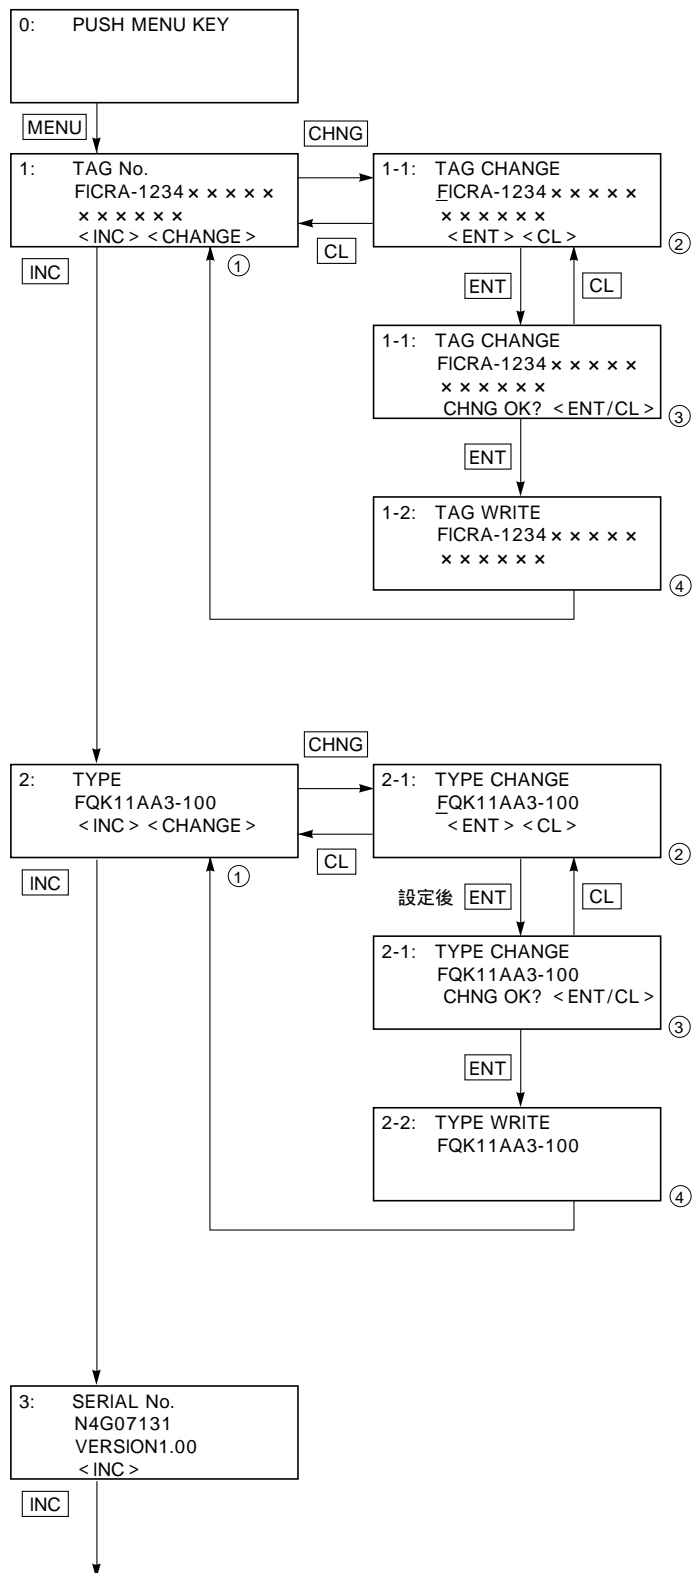 0: PUSH MENU KEY
MENU
CHNG
1: TAG No.
FICRA-1234×××××
××××××
<INC> <CHANGE>
①
INC
CL
1-1: TAG CHANGE
FICRA-1234×××××
××××××
<ENT> <CL>
②
ENT
CL
1-1: TAG CHANGE
FICRA-1234×××××
××××××
CHNG OK? <ENT/CL>
③
ENT
1-2: TAG WRITE
FICRA-1234×××××
××××××
④
CHNG
2: TYPE
FQK11AA3-100
<INC> <CHANGE>
①
INC
CL
2-1: TYPE CHANGE
FQK11AA3-100
<ENT> <CL>
②
設定後 ENT
CL
2-1: TYPE CHANGE
FQK11AA3-100
CHNG OK? <ENT/CL>
③
ENT
2-2: TYPE WRITE
FQK11AA3-100
④
3: SERIAL No.
N4G07131
VERSION1.00
<INC>
INC